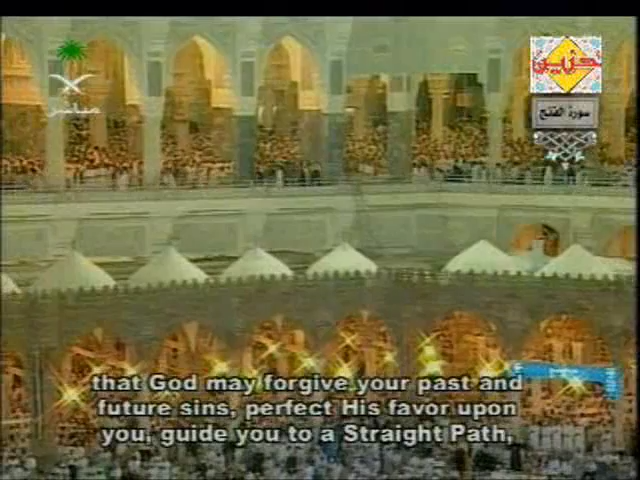 مباشر
سورة الفتح
that God may forgive your past and
future sins, perfect His favor upon
you, guide you to a Straight Path,